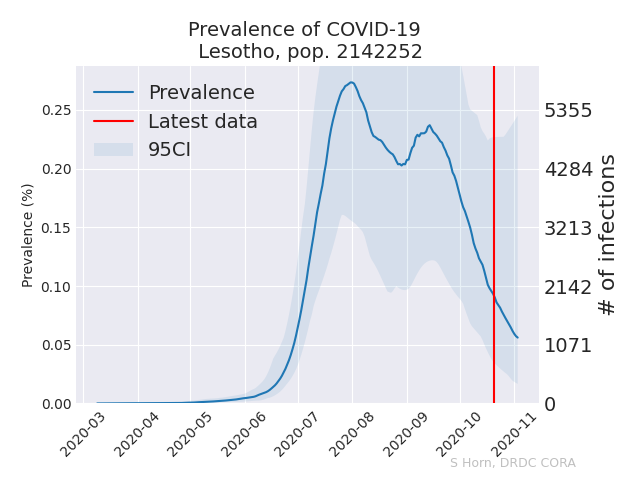 Prevalence of COVID-19
Lesotho, pop. 2142252
Prevalence
Latest data
95CI
Prevalence (%)
0.25
0.20
0.15
0.10
0.05
0.00
5355
4284
3213
2142
1071
0
# of infections
2020-03
2020-04
2020-05
2020-06
2020-07
2020-08
2020-09
2020-10
2020-11
S Horn, DRDC CORA